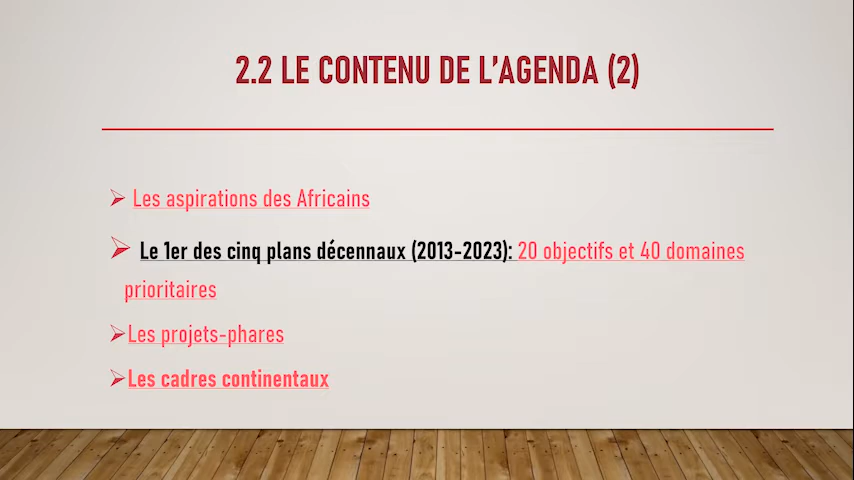 2.2 LE CONTENU DE L’AGENDA (2)
Les aspirations des Africains
Le 1er des cinq plans décennaux (2013-2023): 20 objectifs et 40 domaines
prioritaires
Les projets-phares
Les cadres continentaux